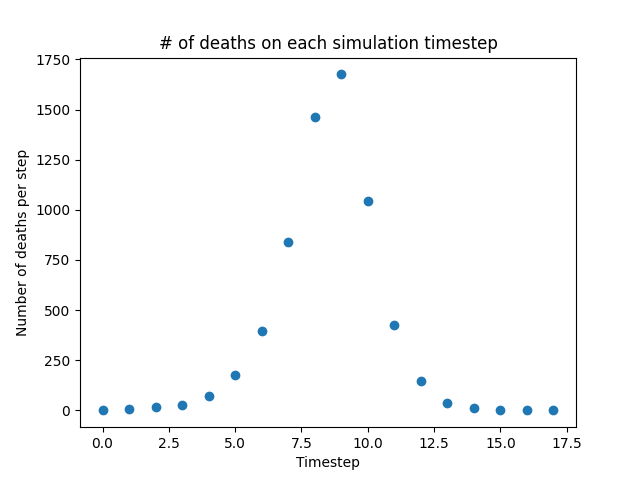 # of deaths on each simulation timestep
1750
1500
1250
1000
750
500
250
0
Number of deaths per step
0.0 2.5 5.0 7.5 10.0 12.5 15.0 17.5
Timestep